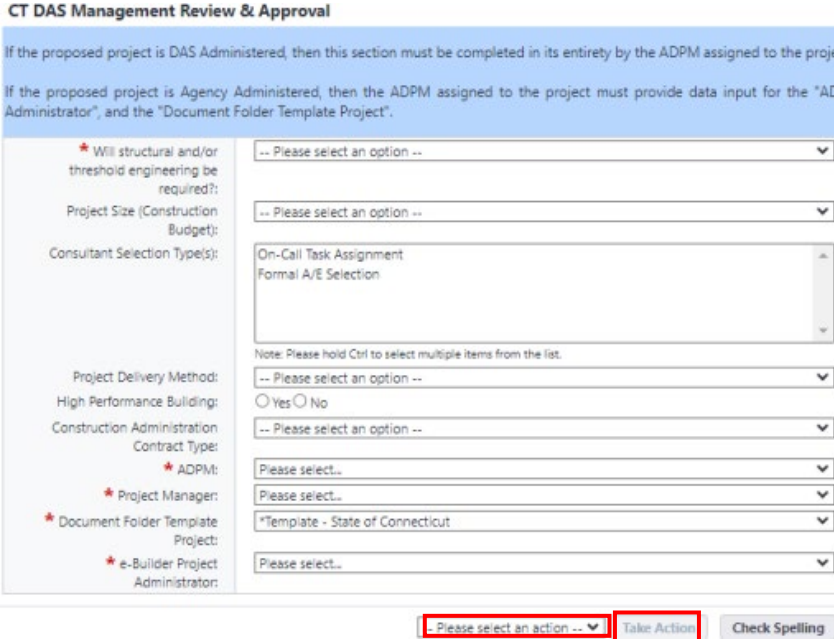 CT DAS Management Review & Approval
If the proposed project is DAS Administered, then this section must be completed in its entirety by the ADPM assigned to the
If the proposed project is Agency Administered, then the ADPM assigned to the project must provide data input for the
Administrator", and the "Document Folder Template Project".
* Will structural and/or
threshold engineering be
required?:
-- Please select an option --
Project Size (Construction
Budget):
-- Please select an option --
Consultant Selection Type(s):
On-Call Task Assignment
Formal A/E Selection
Note: Please hold Ctrl to select multiple items from the list.
Project Delivery Method:
-- Please select an option --
High Performance Building:
Yes No
Construction Administration
Contract Type:
-- Please select an option --
* ADPM:
Please select...
* Project Manager:
Please select...
* Document Folder Template
Project:
*Template - State of Connecticut
* e-Builder Project
Administrator:
Please select...
- Please select an action -- Take Action Check Spelling